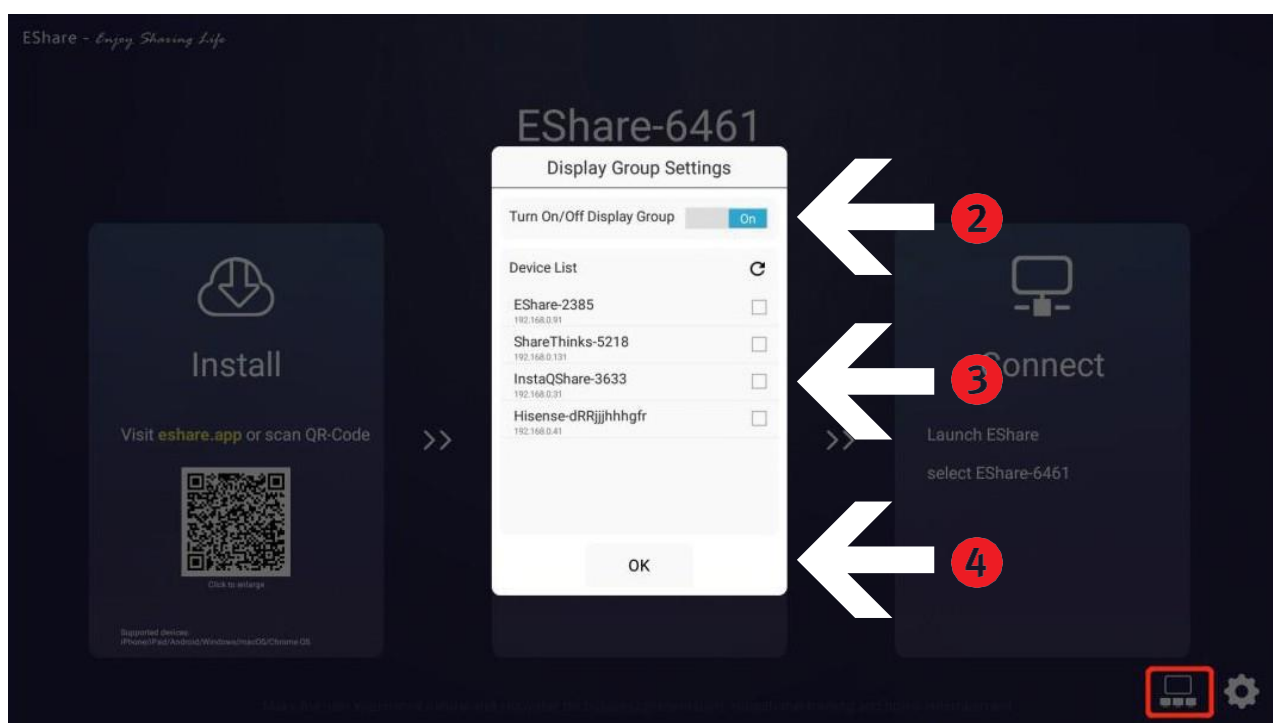 EShare - Enjoy Sharing Life
EShare-6461
Display Group Settings
Turn On/Off Display Group
On
2
Device List
EShare-2385
192.168.0.91
ShareThinks-5218
192.168.0.131
InstaQShare-3633
192.168.0.31
Hisense-dRRjjjhhhgfr
192.168.0.41
3
OK
4
Install
Visit eshare.app or scan QR-Code
Click to enlarge
Supported devices:
iPhone/iPad/Android/Windows/macOS/Chrome OS
>>
>>
Connect
Launch EShare
select EShare-6461